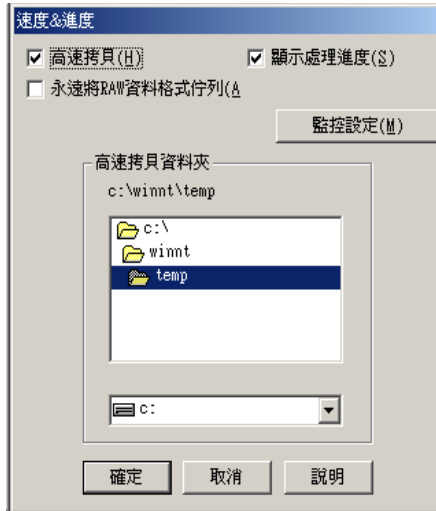 速度&進度
高速拷貝(H) 顯示處理進度(S)
永遠將RAW資料格式佇列(A
監控設定(M)
高速拷貝資料夾
c:\winnt\temp
c:\
winnt
temp
c:
確定 取消 說明